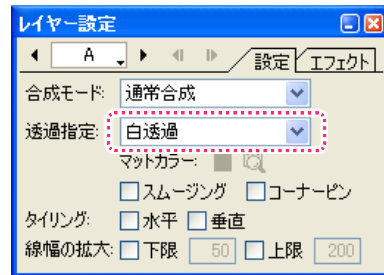 レイヤー設定
A 設定 エフェクト
合成モード: 通常合成
透過指定: 白透過
マットカラー:
スムージング コーナーピン
タイリング: 水平 垂直
線幅の拡大: 下限 50 上限 200